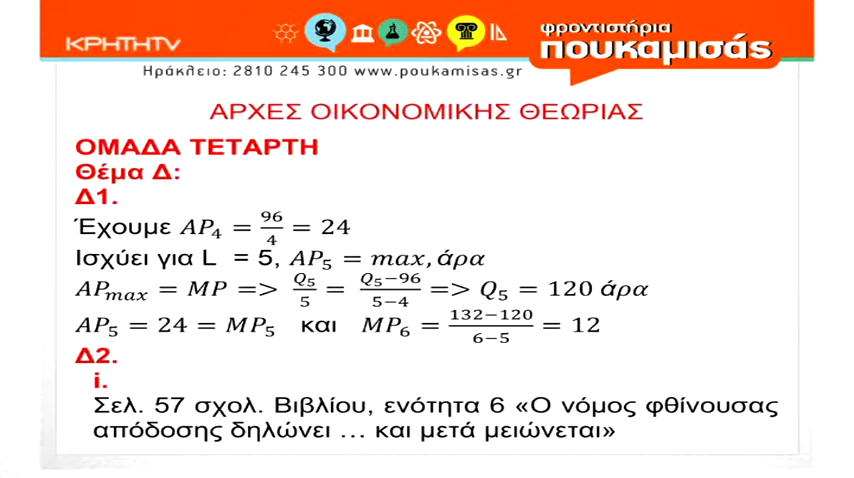 ΚΡΗΤΗTV
φροντιστήρια
πουκαμισάς
Ηράκλειο: 2810 245 300 www.poukamisas.gr
ΑΡΧΕΣ ΟΙΚΟΝΟΜΙΚΗΣ ΘΕΩΡΙΑΣ
ΟΜΑΔΑ ΤΕΤΑΡΤΗ
Θέμα Δ:
Δ1.
Έχουμε AP₄ = 96/4 = 24
Ισχύει για L = 5, AP₅ = max, άρα
APmax = MP => Q₅/5 = (Q₅−96)/(5−4) => Q₅ = 120 άρα
AP₅ = 24 = MP₅ και MP₆ = (132−120)/(6−5) = 12
Δ2.
i.
Σελ. 57 σχολ. Βιβλίου, ενότητα 6 «Ο νόμος φθίνουσας
απόδοσης δηλώνει … και μετά μειώνεται»